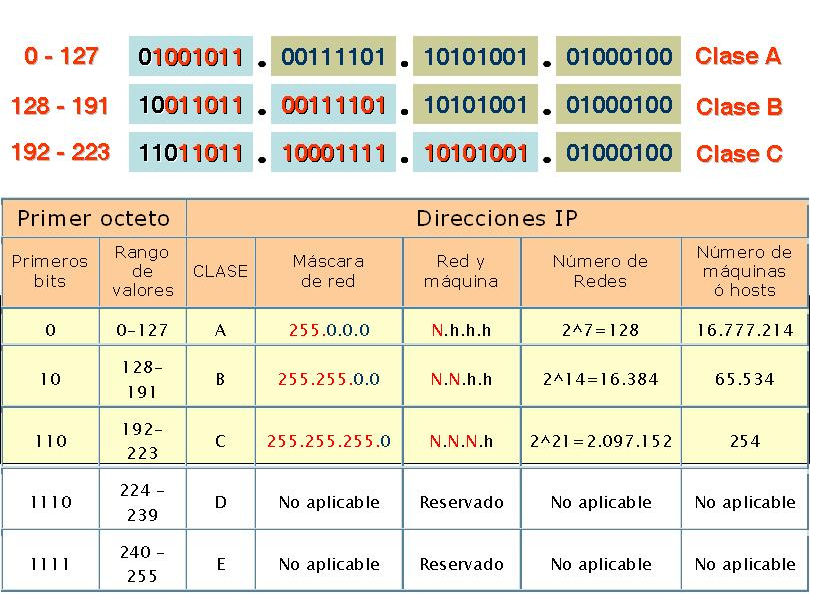 0 - 127 01001011 . 00111101 . 10101001 . 01000100 Clase A
128 - 191 10011011 . 00111101 . 10101001 . 01000100 Clase B
192 - 223 11011011 . 10001111 . 10101001 . 01000100 Clase C
Primer octeto Direcciones IP
Primeros bits Rango de valores CLASE Máscara de red Red y máquina Número de Redes Número de máquinas ó hosts
0 0-127 A 255.0.0.0 N.h.h.h 2^7=128 16.777.214
10 128-191 B 255.255.0.0 N.N.h.h 2^14=16.384 65.534
110 192-223 C 255.255.255.0 N.N.N.h 2^21=2.097.152 254
1110 224 - 239 D No aplicable Reservado No aplicable No aplicable
1111 240 - 255 E No aplicable Reservado No aplicable No aplicable